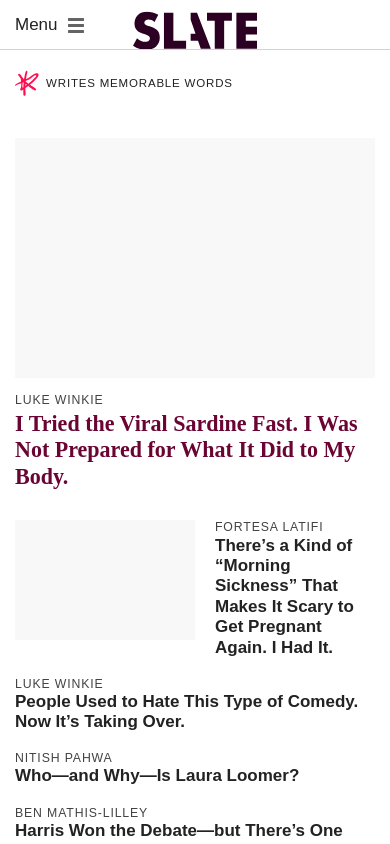 Menu
SLATE
WRITES MEMORABLE WORDS
LUKE WINKIE
I Tried the Viral Sardine Fast. I Was
Not Prepared for What It Did to My
Body.
FORTESA LATIFI
There’s a Kind of
“Morning
Sickness” That
Makes It Scary to
Get Pregnant
Again. I Had It.
LUKE WINKIE
People Used to Hate This Type of Comedy.
Now It’s Taking Over.
NITISH PAHWA
Who—and Why—Is Laura Loomer?
BEN MATHIS-LILLEY
Harris Won the Debate—but There’s One